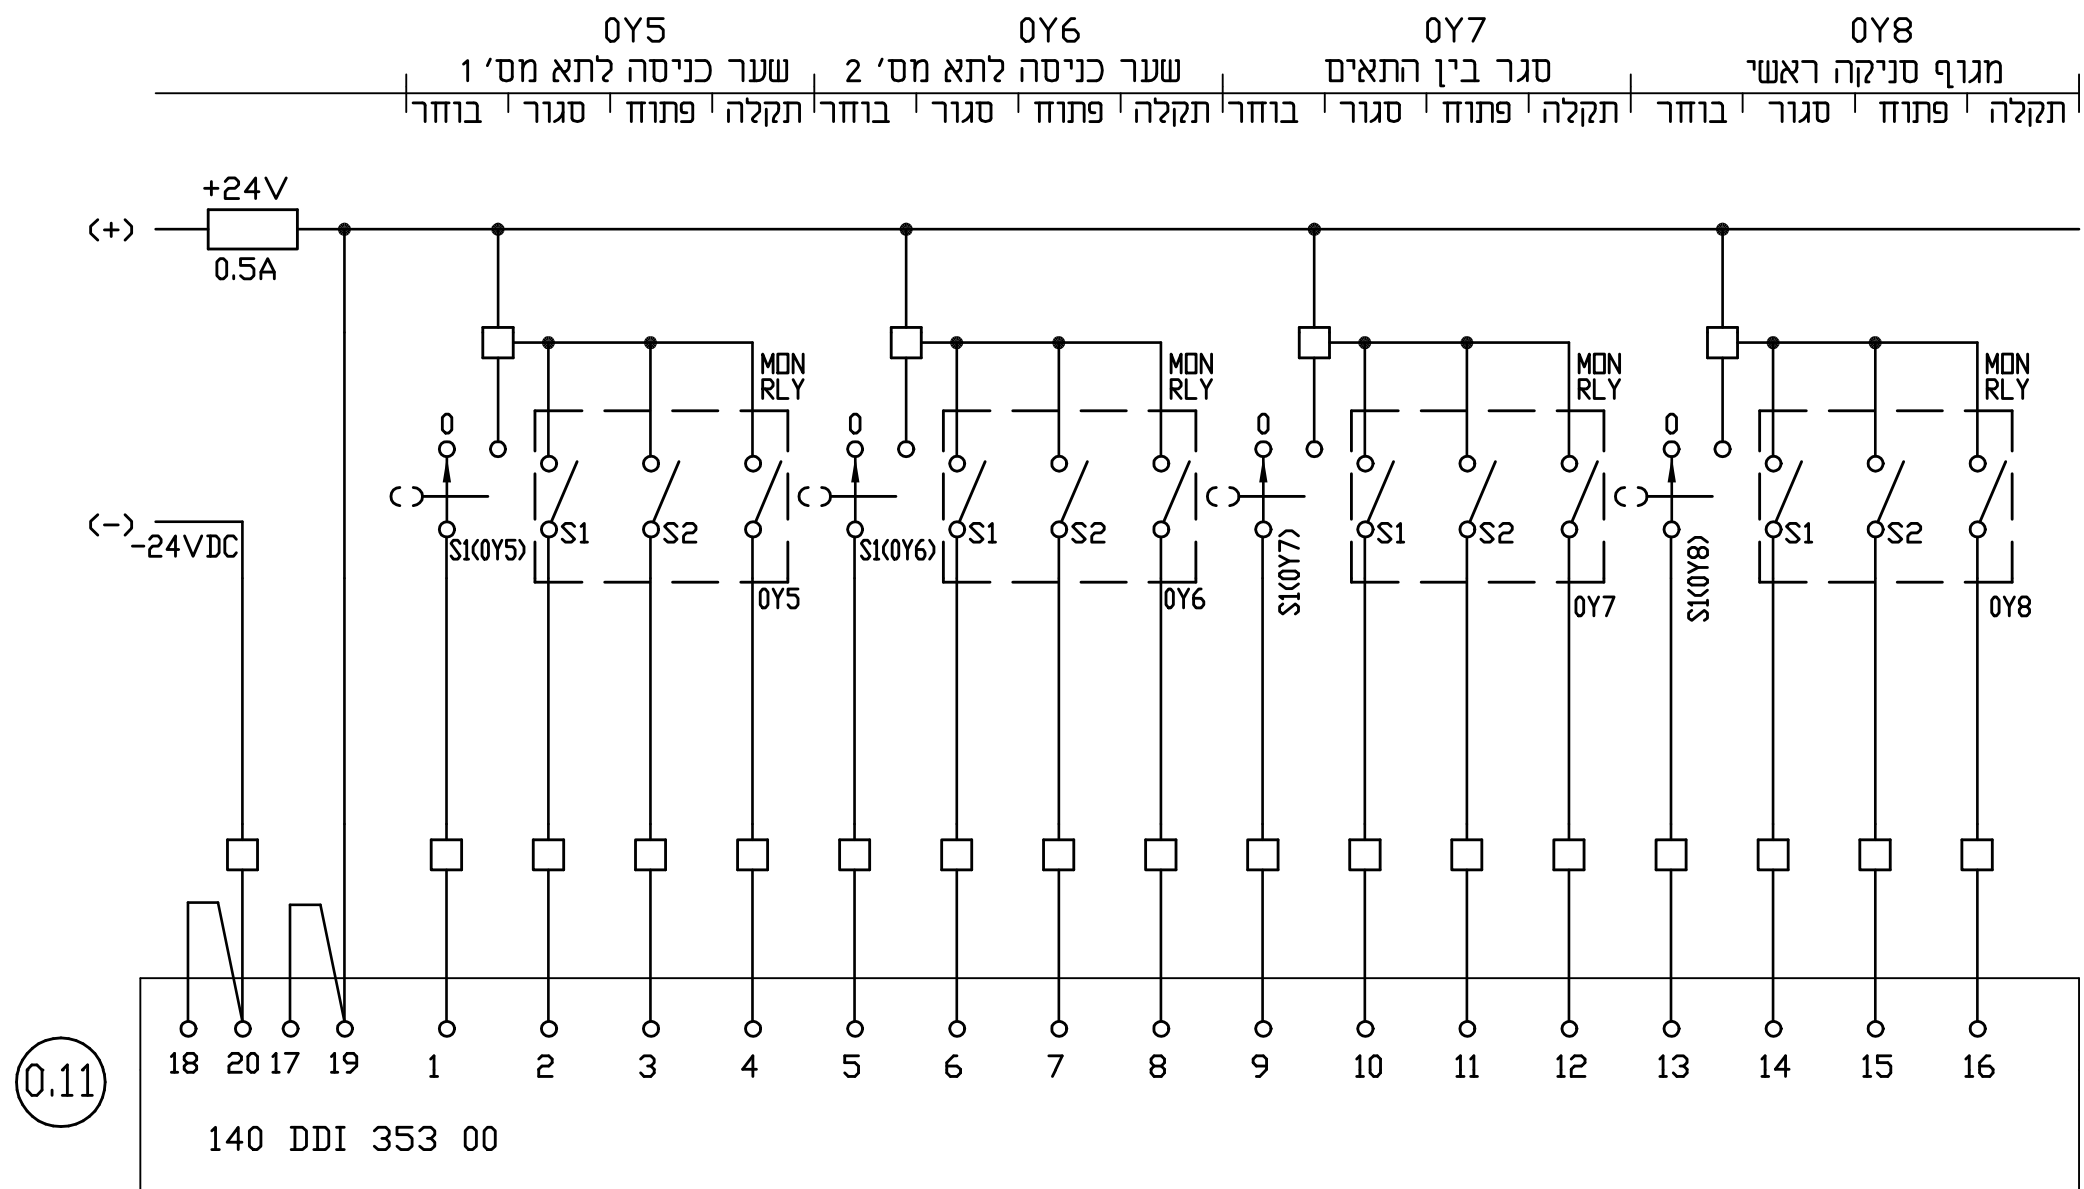 0Y5 0Y6 0Y7 0Y8
שער כניסה לתא מס׳ 1 שער כניסה לתא מס׳ 2 סגר בין התאים מגוף סניקה ראשי
בוחר סגור פתוח תקלה בוחר סגור פתוח תקלה בוחר סגור פתוח תקלה בוחר סגור פתוח תקלה
+24V
(+)
0.5A
MON MON MON MON
RLY RLY RLY RLY
0 0 0 0
(-)
-24VDC
S1 S2 S1 S2 S1 S2 S1 S2
S1(0Y5) S1(0Y6) S1(0Y7) S1(0Y8)
0Y5 0Y6 0Y7 0Y8
18 20 17 19 1 2 3 4 5 6 7 8 9 10 11 12 13 14 15 16
0.11
140 DDI 353 00